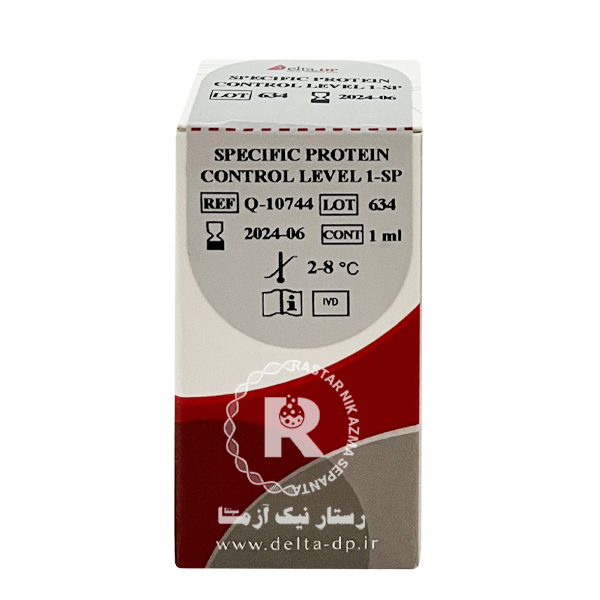 Delta.DP
SPECIFIC PROTEIN
CONTROL LEVEL 1-SP
LOT 634 2024-06
SPECIFIC PROTEIN
CONTROL LEVEL 1-SP
REF Q-10744 LOT 634
2024-06 CONT 1 ml
2-8 °C
i IVD
RASTAR NIK AZMA SEPANTA
R
رستار نیک آزمــا سپنتا
www.delta-dp.ir